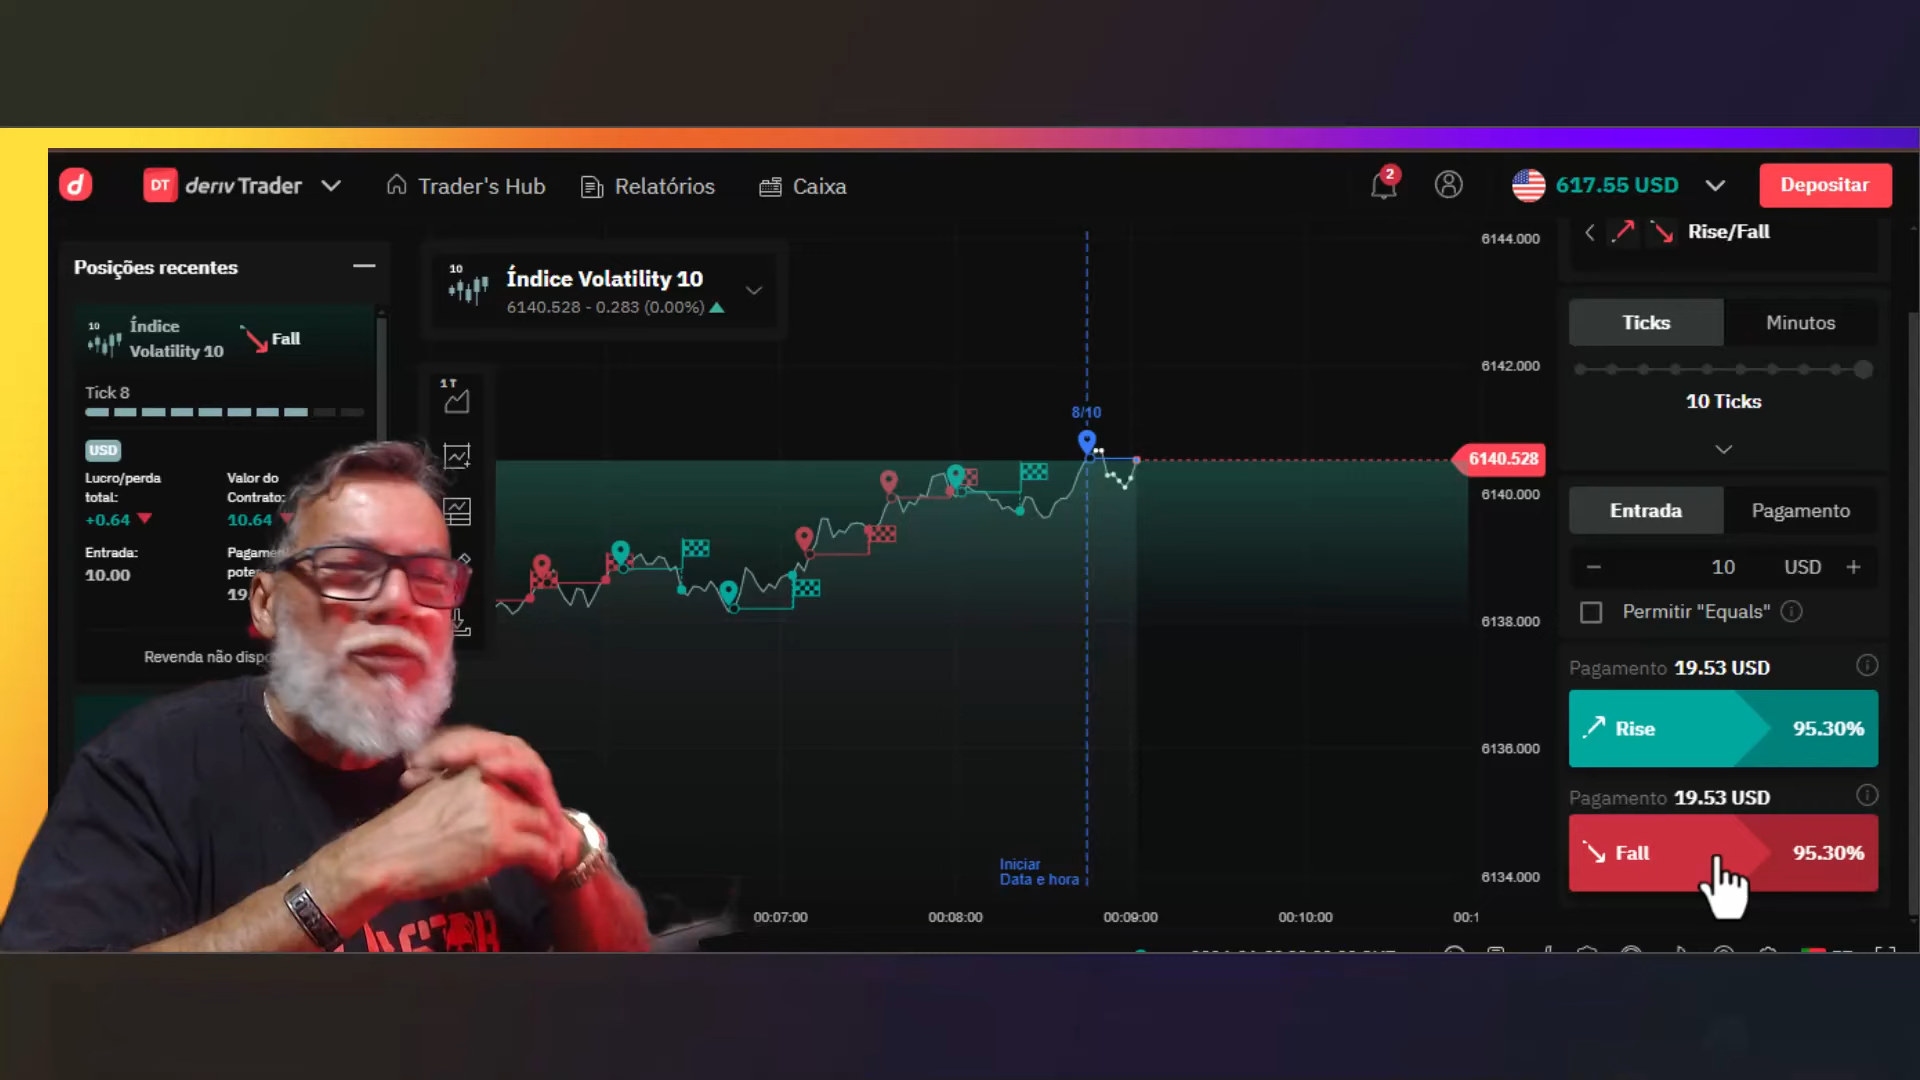 DT deriv Trader
Trader's Hub
Relatórios
Caixa
2
617.55 USD
Depositar
Posições recentes
10
Índice
Volatility 10
Fall
Tick 8
USD
Lucro/perda
total:
+0.64
Valor do
Contrato:
10.64
Entrada:
10.00
19.
Revenda não
10
Índice Volatility 10
6140.528 - 0.283 (0.00%)
1T
8/10
Iniciar
Data e hora
6144.000
6142.000
6140.528
6140.000
6138.000
6136.000
6134.000
00:07:00
00:08:00
00:09:00
00:10:00
00:1
Rise/Fall
Ticks
Minutos
10 Ticks
Entrada
Pagamento
− 10 USD +
Permitir "Equals"
Pagamento 19.53 USD
Rise 95.30%
Pagamento 19.53 USD
Fall 95.30%